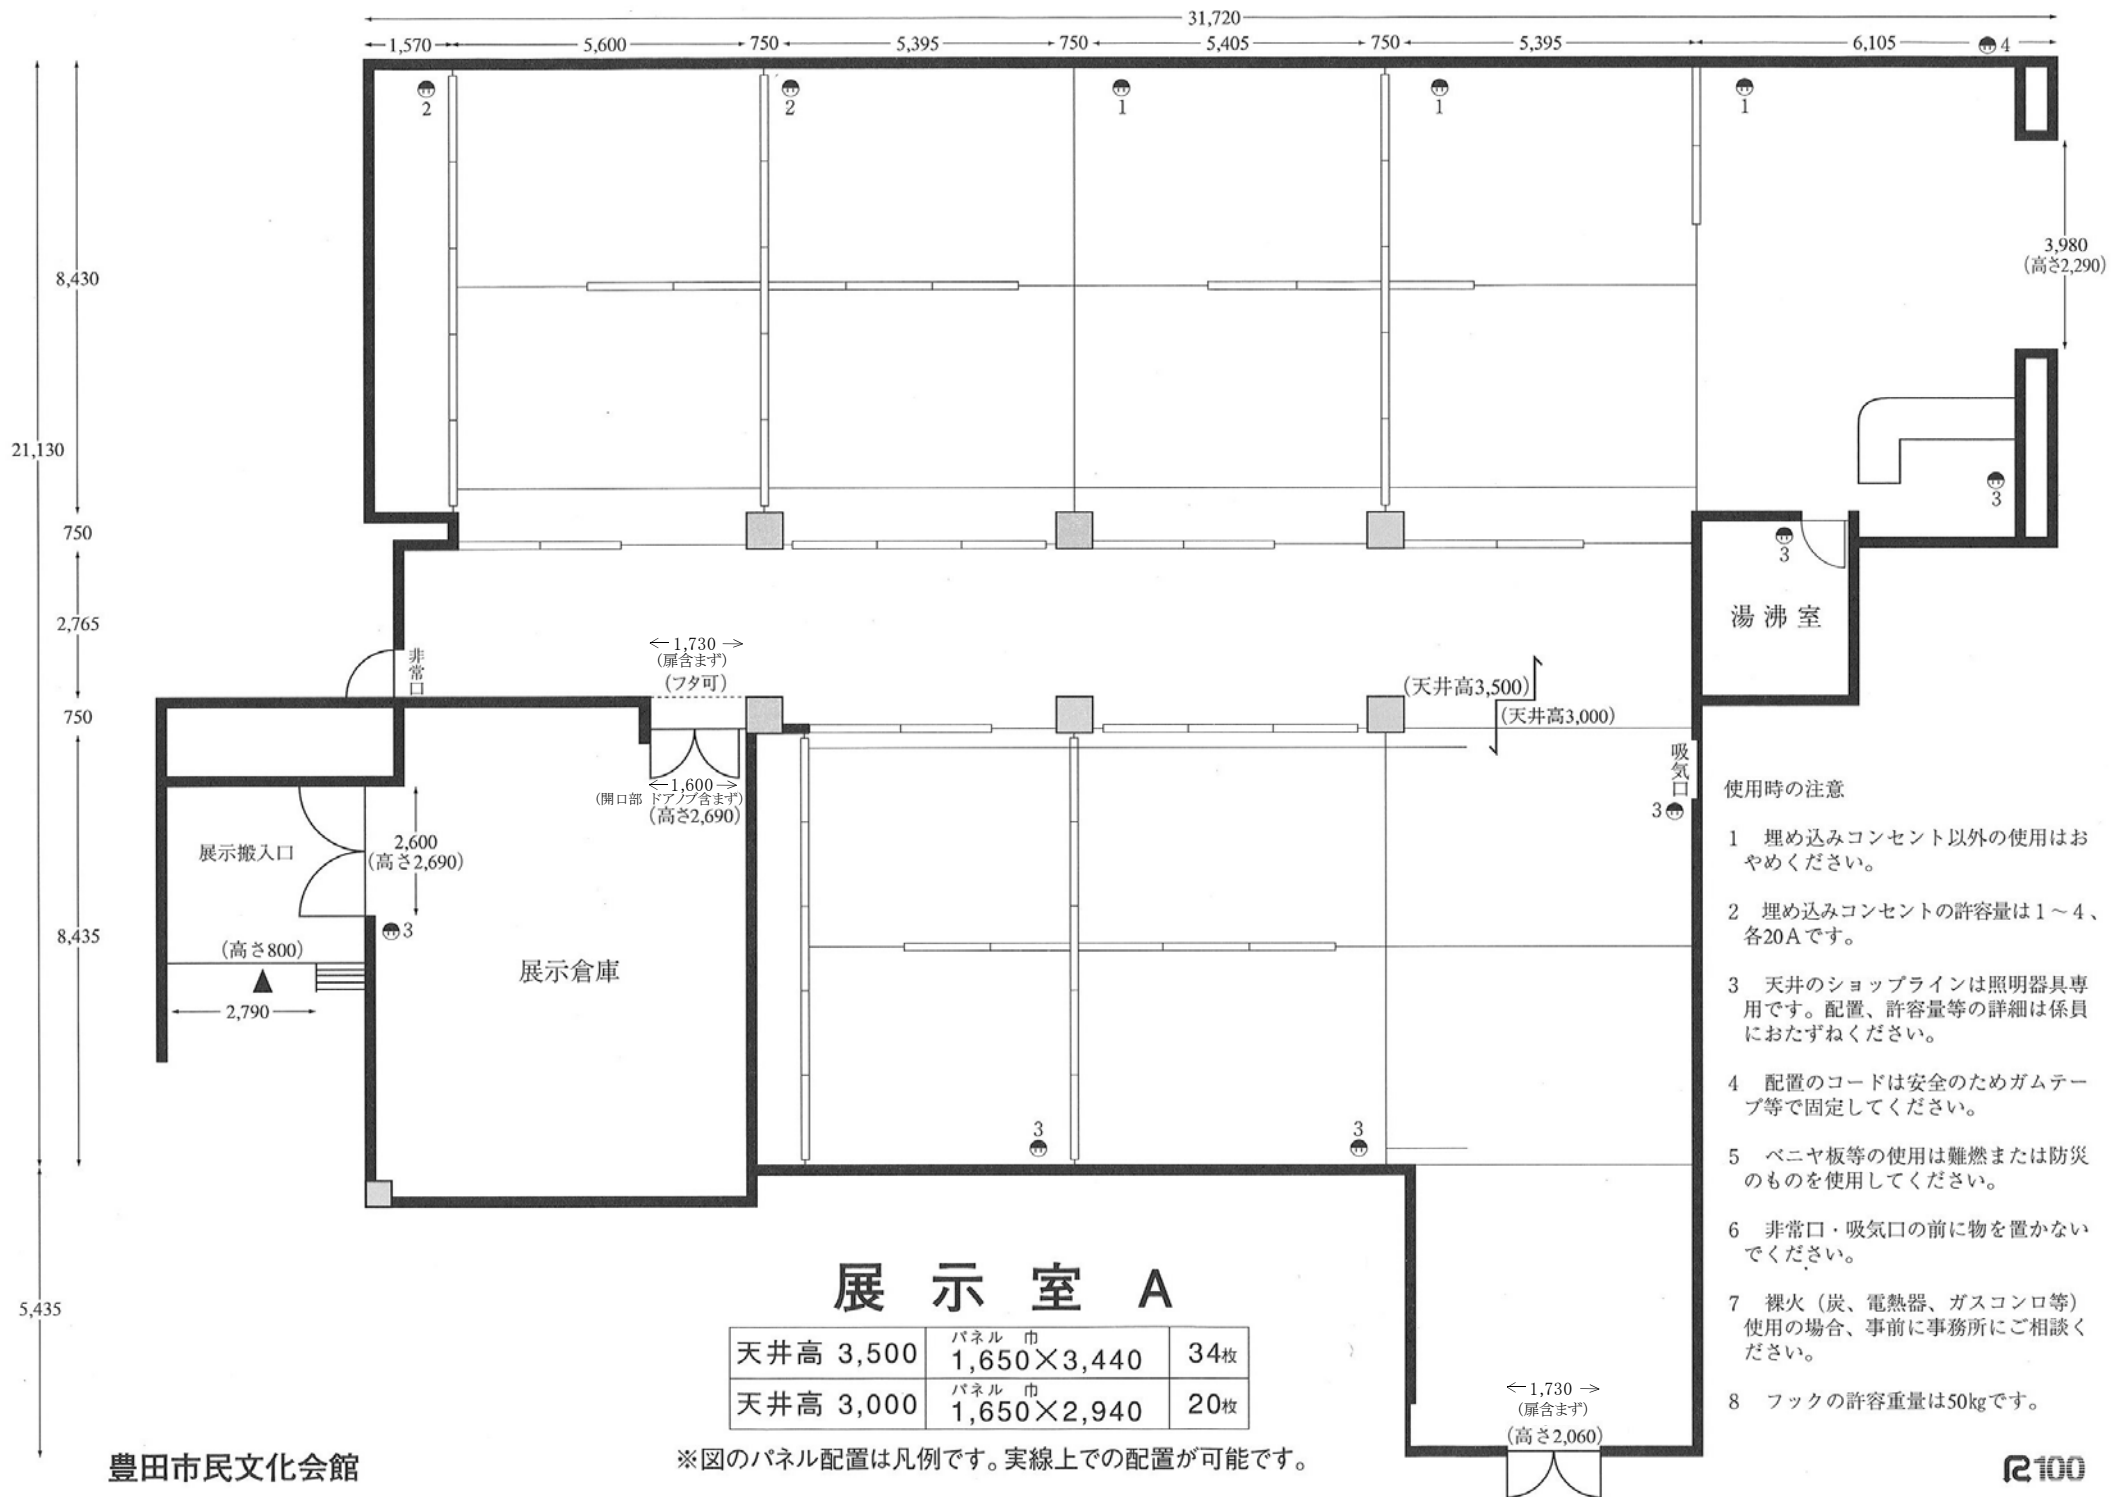 31,720
1,570 5,600 750 5,395 750 5,405 750 5,395 6,105 4
2 2 1 1 1
3,980
(高さ2,290)
8,430
21,130
3
750
3
2,765
湯沸室
非常口
1,730
(扉含まず)
(フタ可)
(天井高3,500)
(天井高3,000)
750
吸気口
3
1,600
(開口部 ドアノブ含まず)
(高さ2,690)
2,600
(高さ2,690)
展示搬入口
3
8,435
(高さ800)
展示倉庫
2,790
3 3
使用時の注意
1 埋め込みコンセント以外の使用はお
やめください。
2 埋め込みコンセントの許容量は1～4、
各20Aです。
3 天井のショップラインは照明器具専
用です。配置、許容量等の詳細は係員
におたずねください。
4 配置のコードは安全のためガムテー
プ等で固定してください。
5 ベニヤ板等の使用は難燃または防災
のものを使用してください。
6 非常口・吸気口の前に物を置かない
でください。
7 裸火（炭、電熱器、ガスコンロ等）
使用の場合、事前に事務所にご相談く
ださい。
8 フックの許容重量は50kgです。
5,435
展示室A
天井高 3,500 パネル 巾 1,650×3,440 34枚
天井高 3,000 パネル 巾 1,650×2,940 20枚
※図のパネル配置は凡例です。実線上での配置が可能です。
1,730
(扉含まず)
(高さ2,060)
豊田市民文化会館
R100